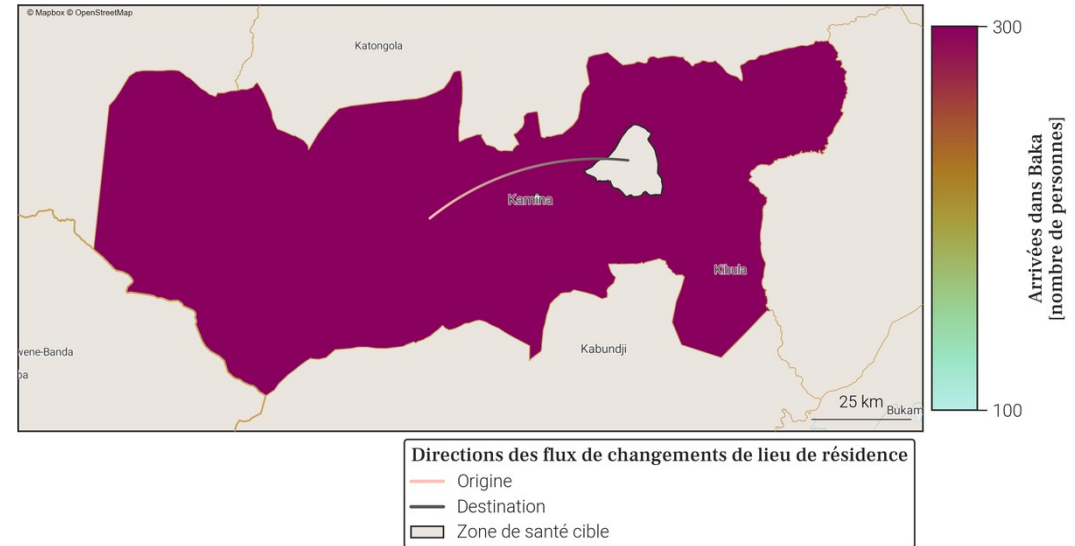 © Mapbox © OpenStreetMap
Katongola
300
Kamina
Kibula
Kabundji
wene-Banda
ba
25 km
Bukam
100
Arrivées dans Baka
[nombre de personnes]
Directions des flux de changements de lieu de résidence
Origine
Destination
Zone de santé cible